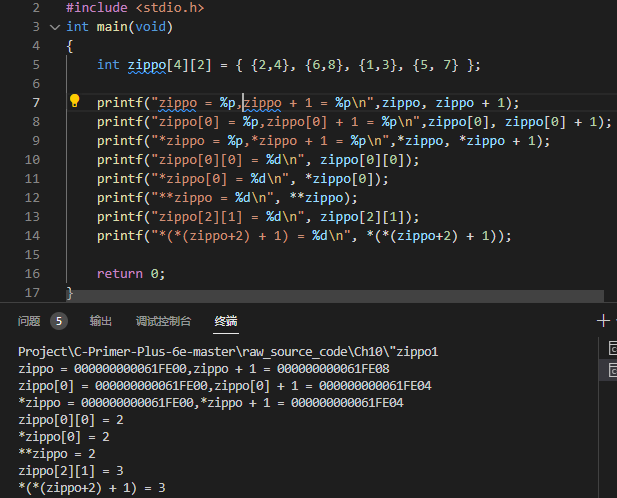 2 #include <stdio.h>
3 int main(void)
4 {
5 int zippo[4][2] = { {2,4}, {6,8}, {1,3}, {5, 7} };
6
7 printf("zippo = %p,zippo + 1 = %p\n",zippo, zippo + 1);
8 printf("zippo[0] = %p,zippo[0] + 1 = %p\n",zippo[0], zippo[0] + 1);
9 printf("*zippo = %p,*zippo + 1 = %p\n",*zippo, *zippo + 1);
10 printf("zippo[0][0] = %d\n", zippo[0][0]);
11 printf("*zippo[0] = %d\n", *zippo[0]);
12 printf("**zippo = %d\n", **zippo);
13 printf("zippo[2][1] = %d\n", zippo[2][1]);
14 printf("*(*(zippo+2) + 1) = %d\n", *(*(zippo+2) + 1));
15
16 return 0;
17 }
问题 5 输出 调试控制台 终端
Project\C-Primer-Plus-6e-master\raw_source_code\Ch10\"zippo1
zippo = 000000000061FE00,zippo + 1 = 000000000061FE08
zippo[0] = 000000000061FE00,zippo[0] + 1 = 000000000061FE04
*zippo = 000000000061FE00,*zippo + 1 = 000000000061FE04
zippo[0][0] = 2
*zippo[0] = 2
**zippo = 2
zippo[2][1] = 3
*(*(zippo+2) + 1) = 3